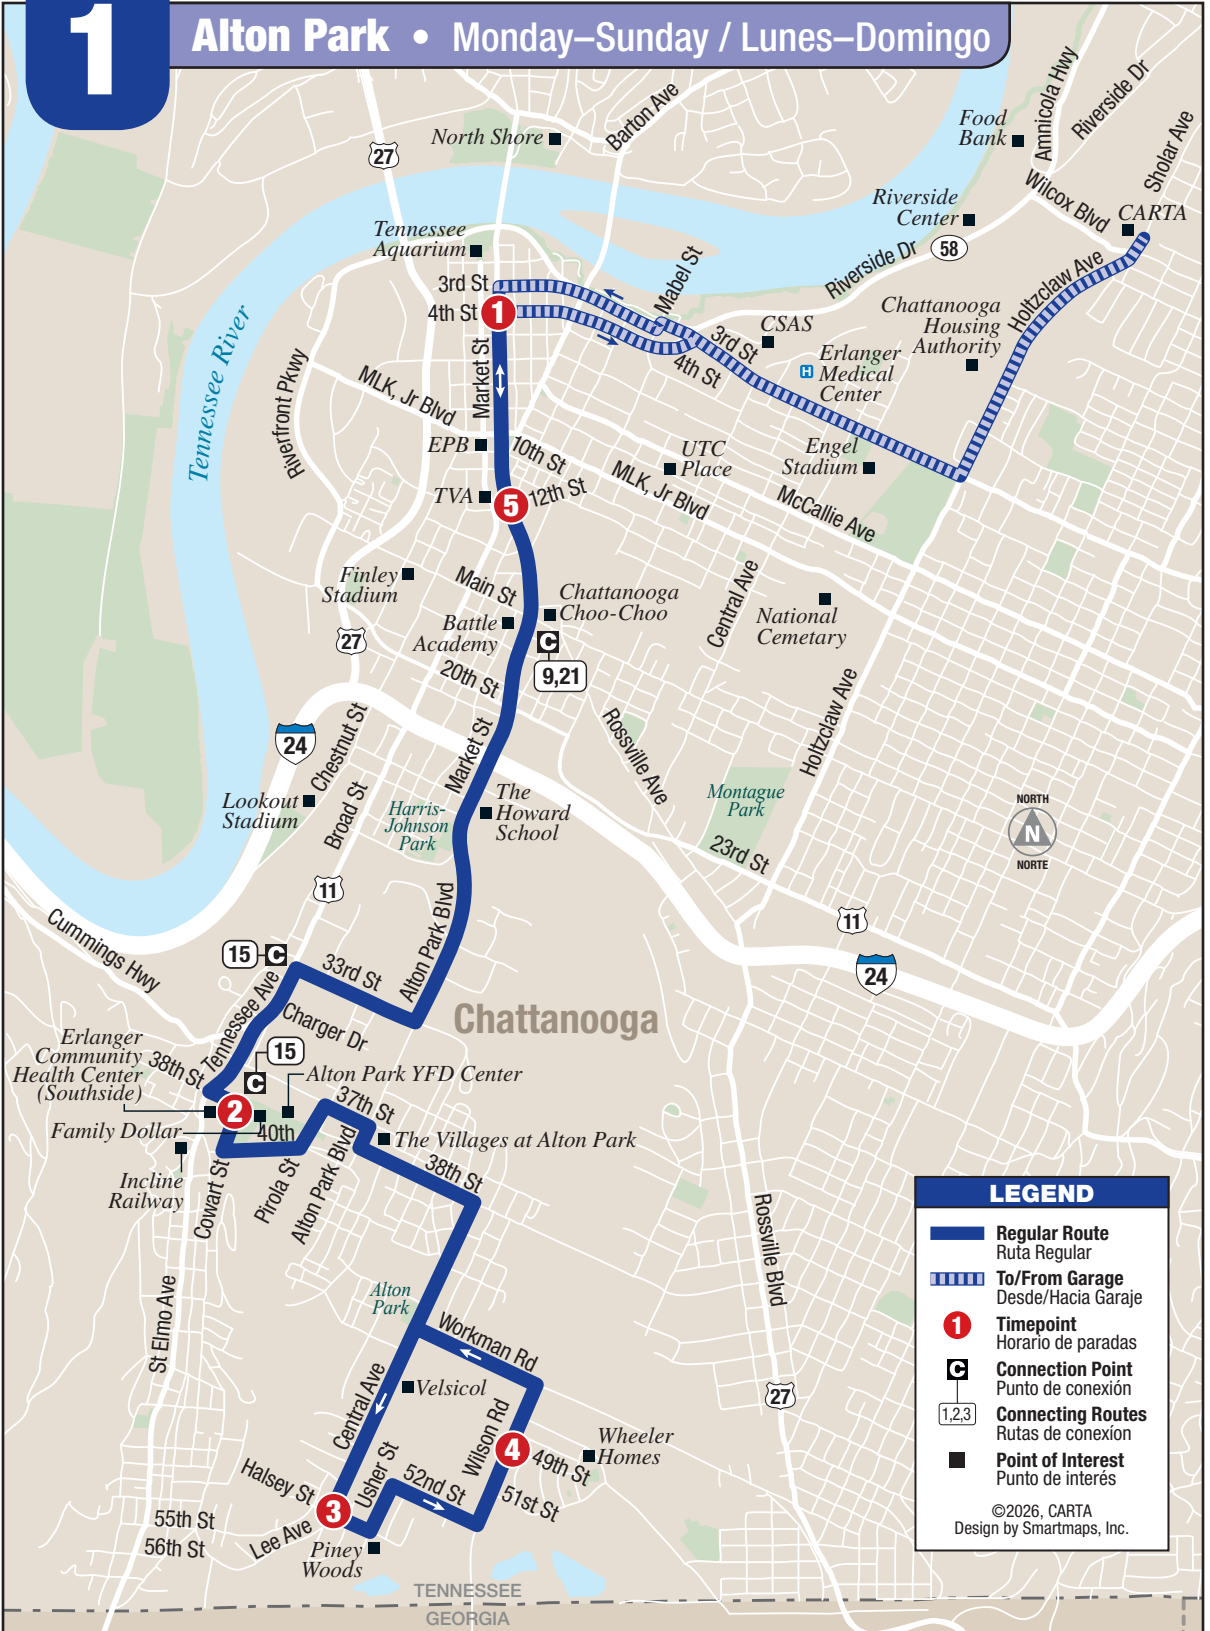 1
Alton Park • Monday–Sunday / Lunes–Domingo
27
North Shore
Barton Ave
Food
Bank
Amnicola Hwy
Riverside Dr
Sholar Ave
Wilcox Blvd
CARTA
Riverside
Center
58
Riverside Dr
Tennessee
Aquarium
Mabel St
3rd St
4th St
1
3rd St
4th St
CSAS
Chattanooga
Housing
Authority
Holtzclaw Ave
H
Erlanger
Medical
Center
Tennessee River
Riverfront Pkwy
MLK, Jr Blvd
Market St
EPB
10th St
UTC
Place
Engel
Stadium
MLK, Jr Blvd
McCallie Ave
TVA
5
12th St
Finley
Stadium
Main St
Chattanooga
Choo-Choo
Central Ave
National
Cemetary
Battle
Academy
C
9,21
27
20th St
24
Chestnut St
Market St
Rossville Ave
Holtzclaw Ave
Lookout
Stadium
Broad St
Harris-
Johnson
Park
The
Howard
School
Montague
Park
23rd St
NORTH
N
NORTE
11
Alton Park Blvd
11
24
Cummings Hwy
15
C
33rd St
Tennessee Ave
Charger Dr
Chattanooga
Erlanger
Community
Health Center
(Southside)
38th St
15
C
Alton Park YFD Center
2
37th St
Family Dollar
40th
The Villages at Alton Park
Incline
Railway
Cowart St
Pirola St
Alton Park Blvd
38th St
Rossville Blvd
St Elmo Ave
Alton
Park
Workman Rd
Central Ave
Velsicol
27
Wilson Rd
4
49th St
Wheeler
Homes
Halsey St
Usher St
52nd St
51st St
3
55th St
56th St
Lee Ave
Piney
Woods
TENNESSEE
GEORGIA
LEGEND
Regular Route
Ruta Regular
To/From Garage
Desde/Hacia Garaje
1
Timepoint
Horario de paradas
C
Connection Point
Punto de conexión
1,2,3
Connecting Routes
Rutas de conexíon
Point of Interest
Punto de interés
©2026, CARTA
Design by Smartmaps, Inc.